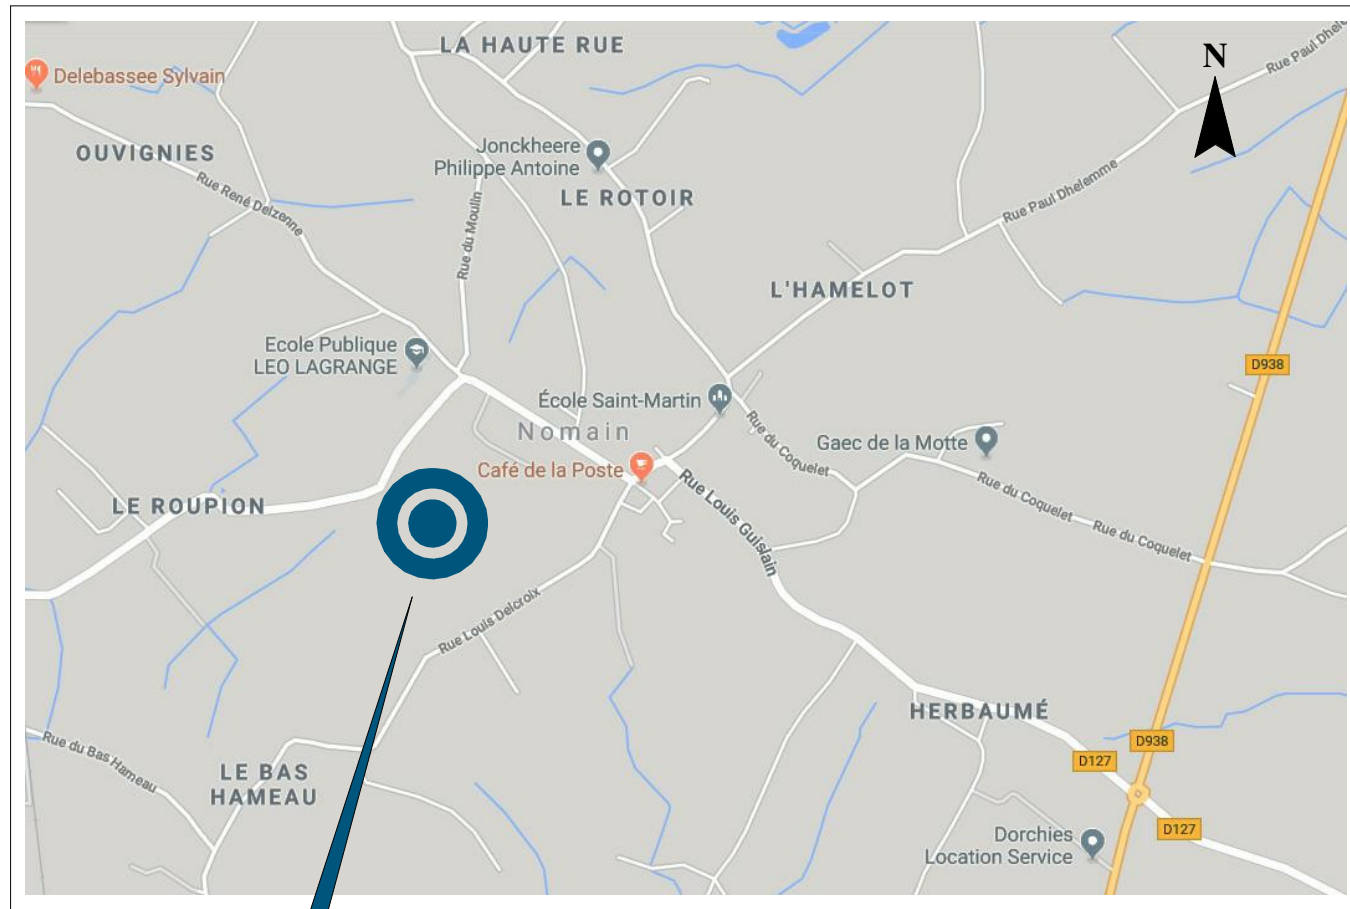 LA HAUTE RUE
N
Rue Paul Dhele
Delebassee Sylvain
OUVIGNIES
Jonckheere
Philippe Antoine
LE ROTOIR
Rue René Delzenne
Rue du Moulin
Rue Paul Dhelemme
L'HAMELOT
Ecole Publique
LEO LAGRANGE
D938
École Saint-Martin
Nomain
Rue du Coquelet
Gaec de la Motte
Café de la Poste
Rue Louis Guislain
Rue du Coquelet
Rue du Coquelet
LE ROUPION
Rue Louis Delcroix
HERBAUMÉ
Rue du Bas Hameau
D938
D127
LE BAS
HAMEAU
D127
Dorchies
Location Service